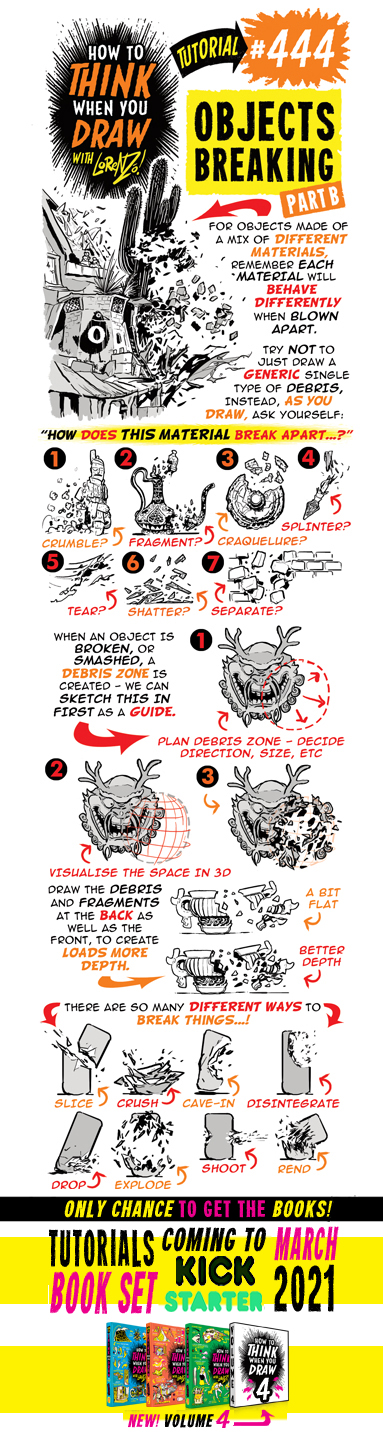 HOW TO
THINK
WHEN YOU
DRAW
WITH LORENZO!
TUTORIAL
#444
OBJECTS
BREAKING
PART B
FOR OBJECTS MADE OF
A MIX OF DIFFERENT
MATERIALS,
REMEMBER EACH
MATERIAL WILL
BEHAVE
DIFFERENTLY
WHEN BLOWN
APART.
TRY NOT TO
JUST DRAW A
GENERIC SINGLE
TYPE OF DEBRIS,
INSTEAD, AS YOU
DRAW, ASK YOURSELF:
"HOW DOES THIS MATERIAL BREAK APART...?"
1
2
3
4
CRUMBLE?
FRAGMENT?
CRAQUELURE?
SPLINTER?
5
6
7
TEAR?
SHATTER?
SEPARATE?
WHEN AN OBJECT IS
BROKEN, OR
SMASHED, A
DEBRIS ZONE IS
CREATED - WE CAN
SKETCH THIS IN
FIRST AS A GUIDE.
1
PLAN DEBRIS ZONE - DECIDE
DIRECTION, SIZE, ETC
2
3
VISUALISE THE SPACE IN 3D
DRAW THE DEBRIS
AND FRAGMENTS
AT THE BACK AS
WELL AS THE
FRONT, TO CREATE
LOADS MORE
DEPTH.
A BIT
FLAT
BETTER
DEPTH
THERE ARE SO MANY DIFFERENT WAYS TO
BREAK THINGS...!
SLICE
CRUSH
CAVE-IN
DISINTEGRATE
DROP
EXPLODE
SHOOT
REND
ONLY CHANCE TO GET THE BOOKS!
TUTORIALS
BOOK SET
COMING TO
KICK
STARTER
MARCH
2021
HOW TO
THINK
WHEN YOU
DRAW
4
NEW! VOLUME 4